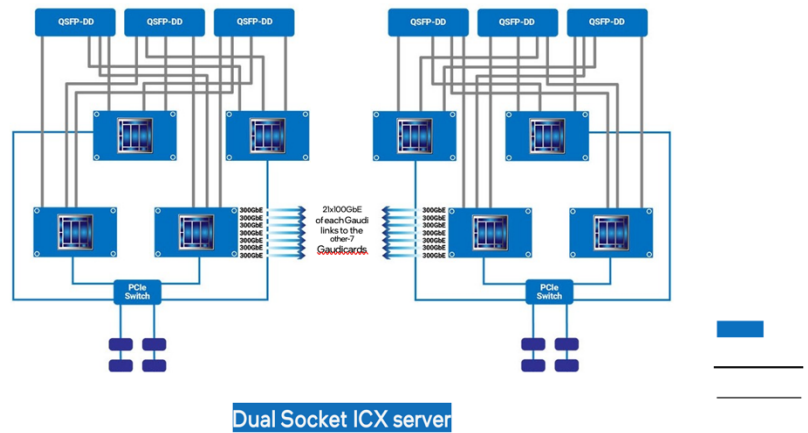 QSFP-DD QSFP-DD QSFP-DD QSFP-DD QSFP-DD QSFP-DD
300GbE
300GbE
300GbE
300GbE
300GbE
300GbE
300GbE
21x100GbE
of each Gaudi
links to the
other-7
Gaudicards
300GbE
300GbE
300GbE
300GbE
300GbE
300GbE
300GbE
PCIe
Switch
PCIe
Switch
Dual Socket ICX server